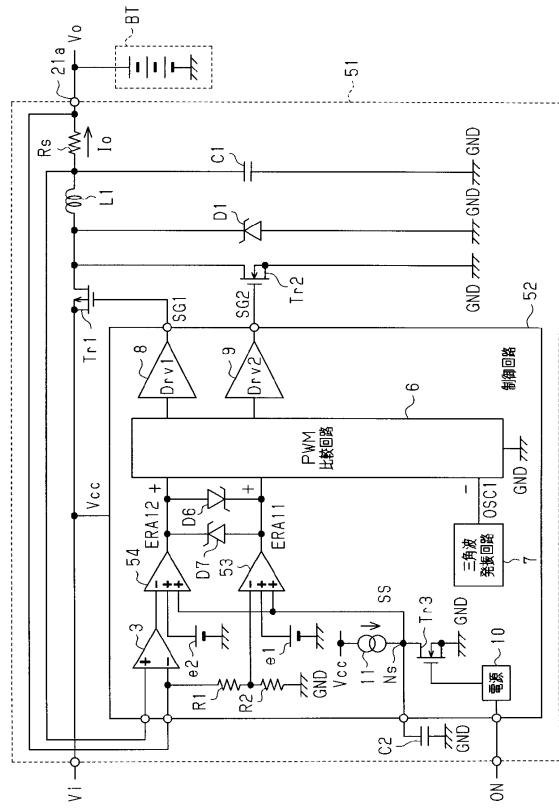 Vi
Vcc
Tr1
L1
Rs
Io
21a
Vo
BT
51
C1
D1
Tr2
SG1
SG2
GND
GND
GND
52
制御回路
8
Drv1
9
Drv2
6
PWM
比較回路
GND
ERA12
+
D6
D7
+
ERA11
-
OSC1
三角波
発振回路
7
54
-
+
+
53
-
+
+
3
+
-
e2
e1
R1
R2
GND
Vcc
11
SS
Ns
Tr3
GND
C2
GND
10
電源
ON